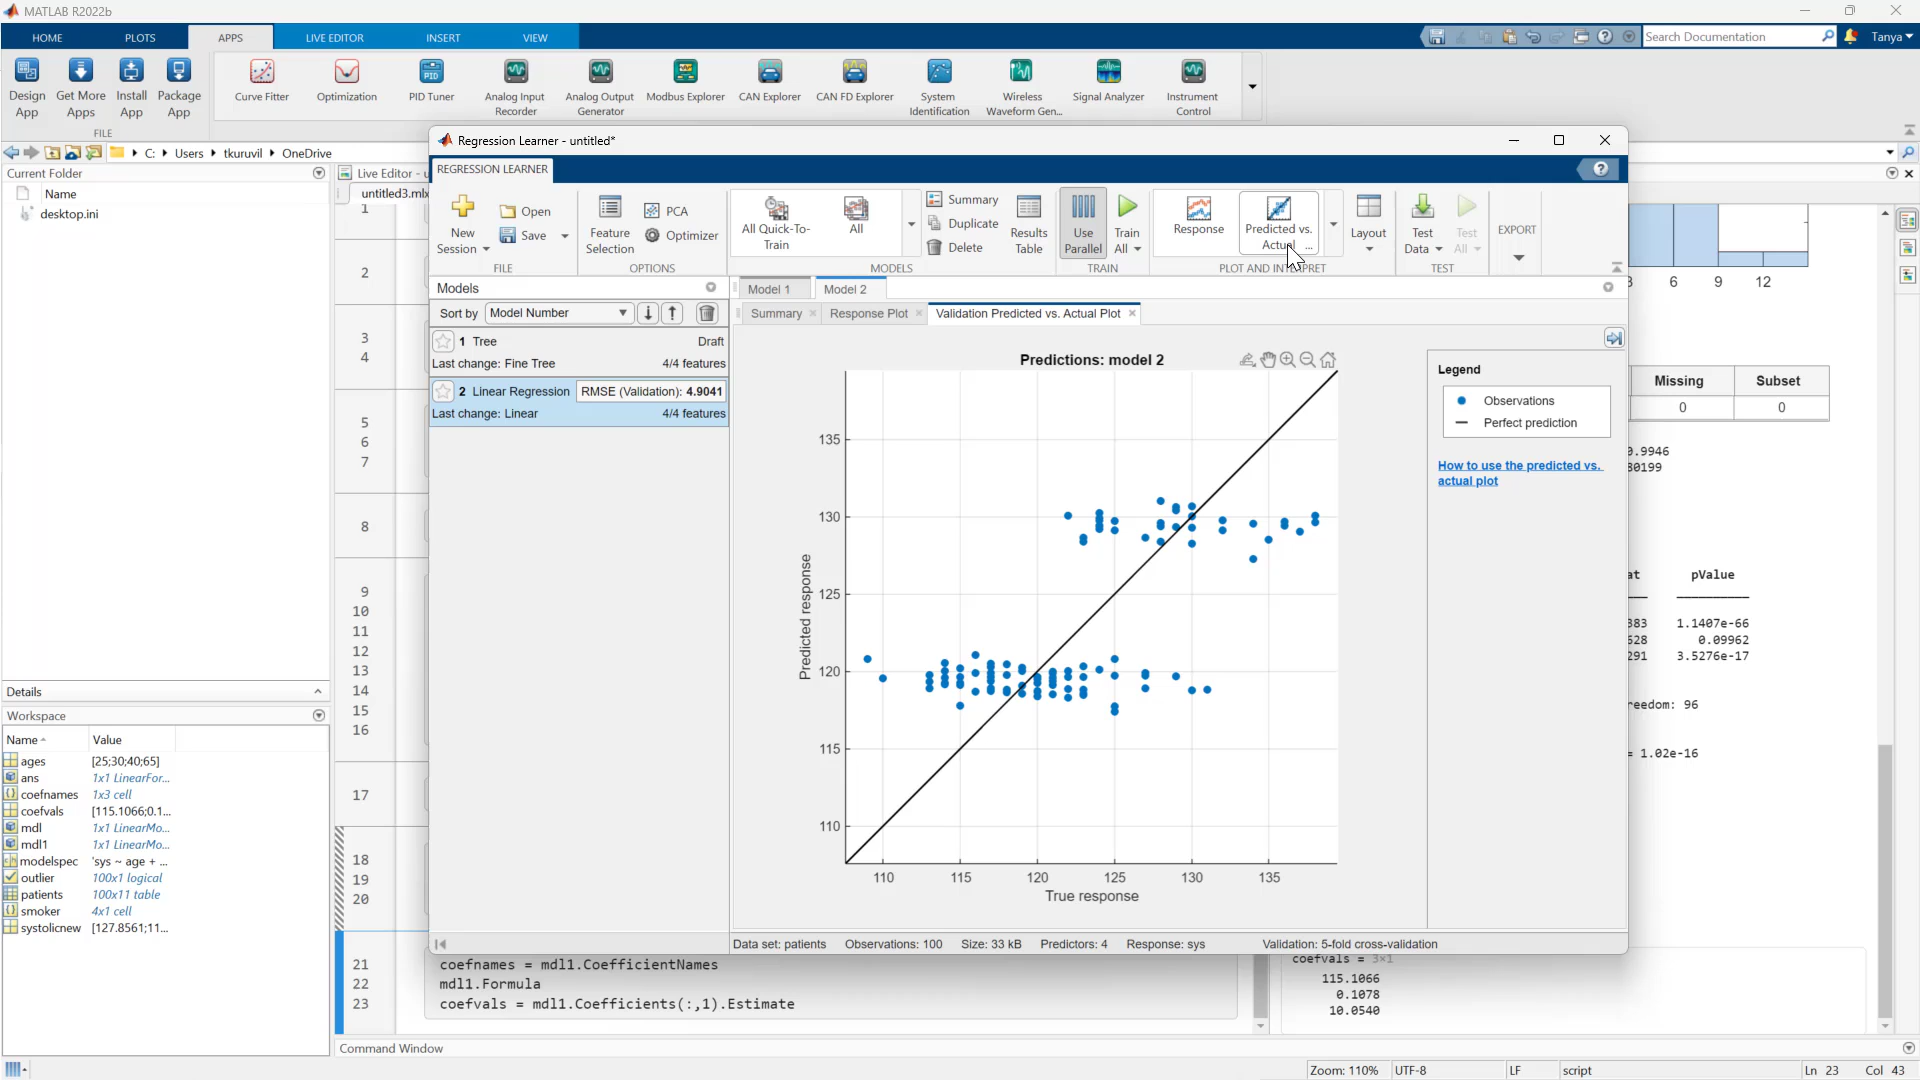 MATLAB R2022b
HOME PLOTS APPS LIVE EDITOR INSERT VIEW
Search Documentation
Tanya
Design App
Get More Apps
Install App
Package App
FILE
Curve Fitter
Optimization
PID
PID Tuner
Analog Input Recorder
Analog Output Generator
Modbus Explorer
CAN Explorer
CAN FD Explorer
System Identification
Wireless Waveform Gen...
Signal Analyzer
Instrument Control
C: Users tkuruvil OneDrive
Current Folder
Name
desktop.ini
Details
Workspace
Name Value
ages [25;30;40;65]
ans 1x1 LinearFor...
coefnames 1x3 cell
coefvals [115.1066;0.1...
mdl 1x1 LinearMo...
mdl1 1x1 LinearMo...
modelspec 'sys ~ age + ...
outlier 100x1 logical
patients 100x11 table
smoker 4x1 cell
systolicnew [127.8561;11...
Live Editor - u
untitled3.mlx
1
2
3
4
5
6
7
8
9
10
11
12
13
14
15
16
17
18
19
20
21 coefnames = mdl1.CoefficientNames
22 mdl1.Formula
23 coefvals = mdl1.Coefficients(:,1).Estimate
Regression Learner - untitled*
REGRESSION LEARNER
New Session
Open
Save
FILE
Feature Selection
PCA
Optimizer
OPTIONS
All Quick-To-Train
All
Summary
Duplicate
Delete
Results Table
MODELS
Use Parallel
Train All
TRAIN
Response
Predicted vs. Actual ...
Layout
PLOT AND INTERPRET
Test Data
Test All
TEST
EXPORT
Models
Sort by Model Number
1 Tree Draft
Last change: Fine Tree 4/4 features
2 Linear Regression RMSE (Validation): 4.9041
Last change: Linear 4/4 features
Model 1 Model 2
Summary Response Plot Validation Predicted vs. Actual Plot
Predictions: model 2
135
130
125
120
115
110
Predicted response
110 115 120 125 130 135
True response
Legend
Observations
Perfect prediction
How to use the predicted vs. actual plot
Data set: patients Observations: 100 Size: 33 kB Predictors: 4 Response: sys Validation: 5-fold cross-validation
3 6 9 12
Missing Subset
0 0
.9946
80199
at pValue
383 1.1407e-66
528 0.09962
291 3.5276e-17
reedom: 96
= 1.02e-16
coefvals = 3×1
115.1066
0.1078
10.0540
Command Window
Zoom: 110% UTF-8 LF script Ln 23 Col 43